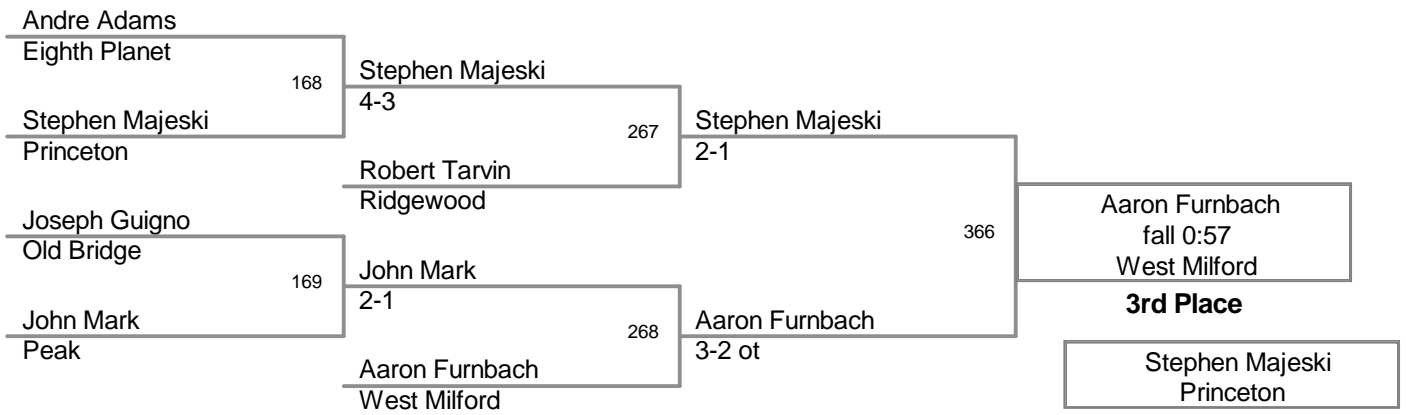 Andre Adams
Eighth Planet
168
Stephen Majeski
4-3
Stephen Majeski
Princeton
267
Stephen Majeski
2-1
Robert Tarvin
Ridgewood
Joseph Guigno
Old Bridge
169
John Mark
2-1
John Mark
Peak
268
Aaron Furnbach
3-2 ot
Aaron Furnbach
West Milford
366
Aaron Furnbach
fall 0:57
West Milford
3rd Place
Stephen Majeski
Princeton